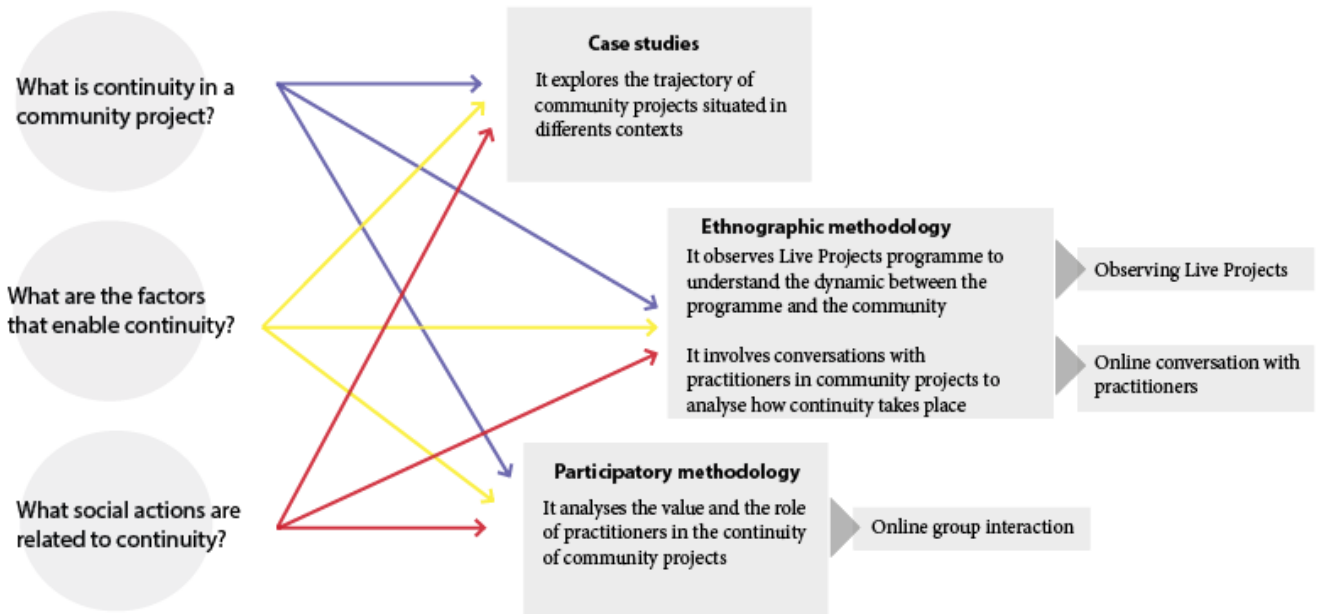 What is continuity in a
community project?
What are the factors
that enable continuity?
What social actions are
related to continuity?
Case studies
It explores the trajectory of
community projects situated in
differents contexts
Ethnographic methodology
It observes Live Projects programme to
understand the dynamic between the
programme and the community
It involves conversations with
practitioners in community projects to
analyse how continuity takes place
Observing Live Projects
Online conversation with
practitioners
Participatory methodology
It analyses the value and the role
of practitioners in the continuity
of community projects
Online group interaction